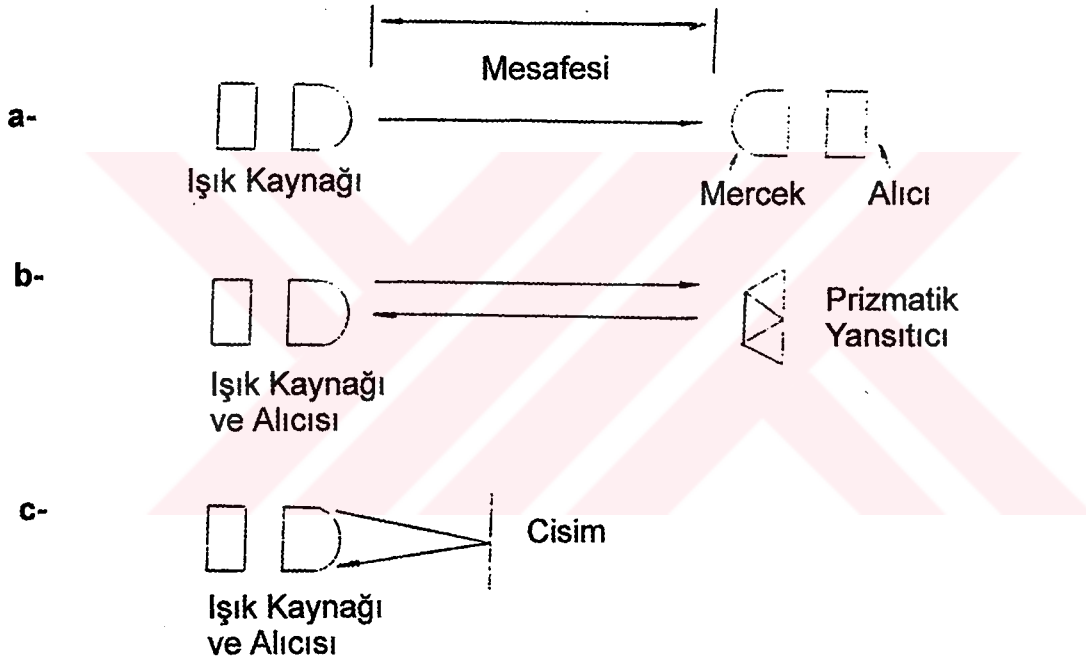 Mesafesi
a-
Işık Kaynağı
Mercek
Alıcı
b-
Prizmatik
Yansıtıcı
Işık Kaynağı
ve Alıcısı
c-
Cisim
Işık Kaynağı
ve Alıcısı